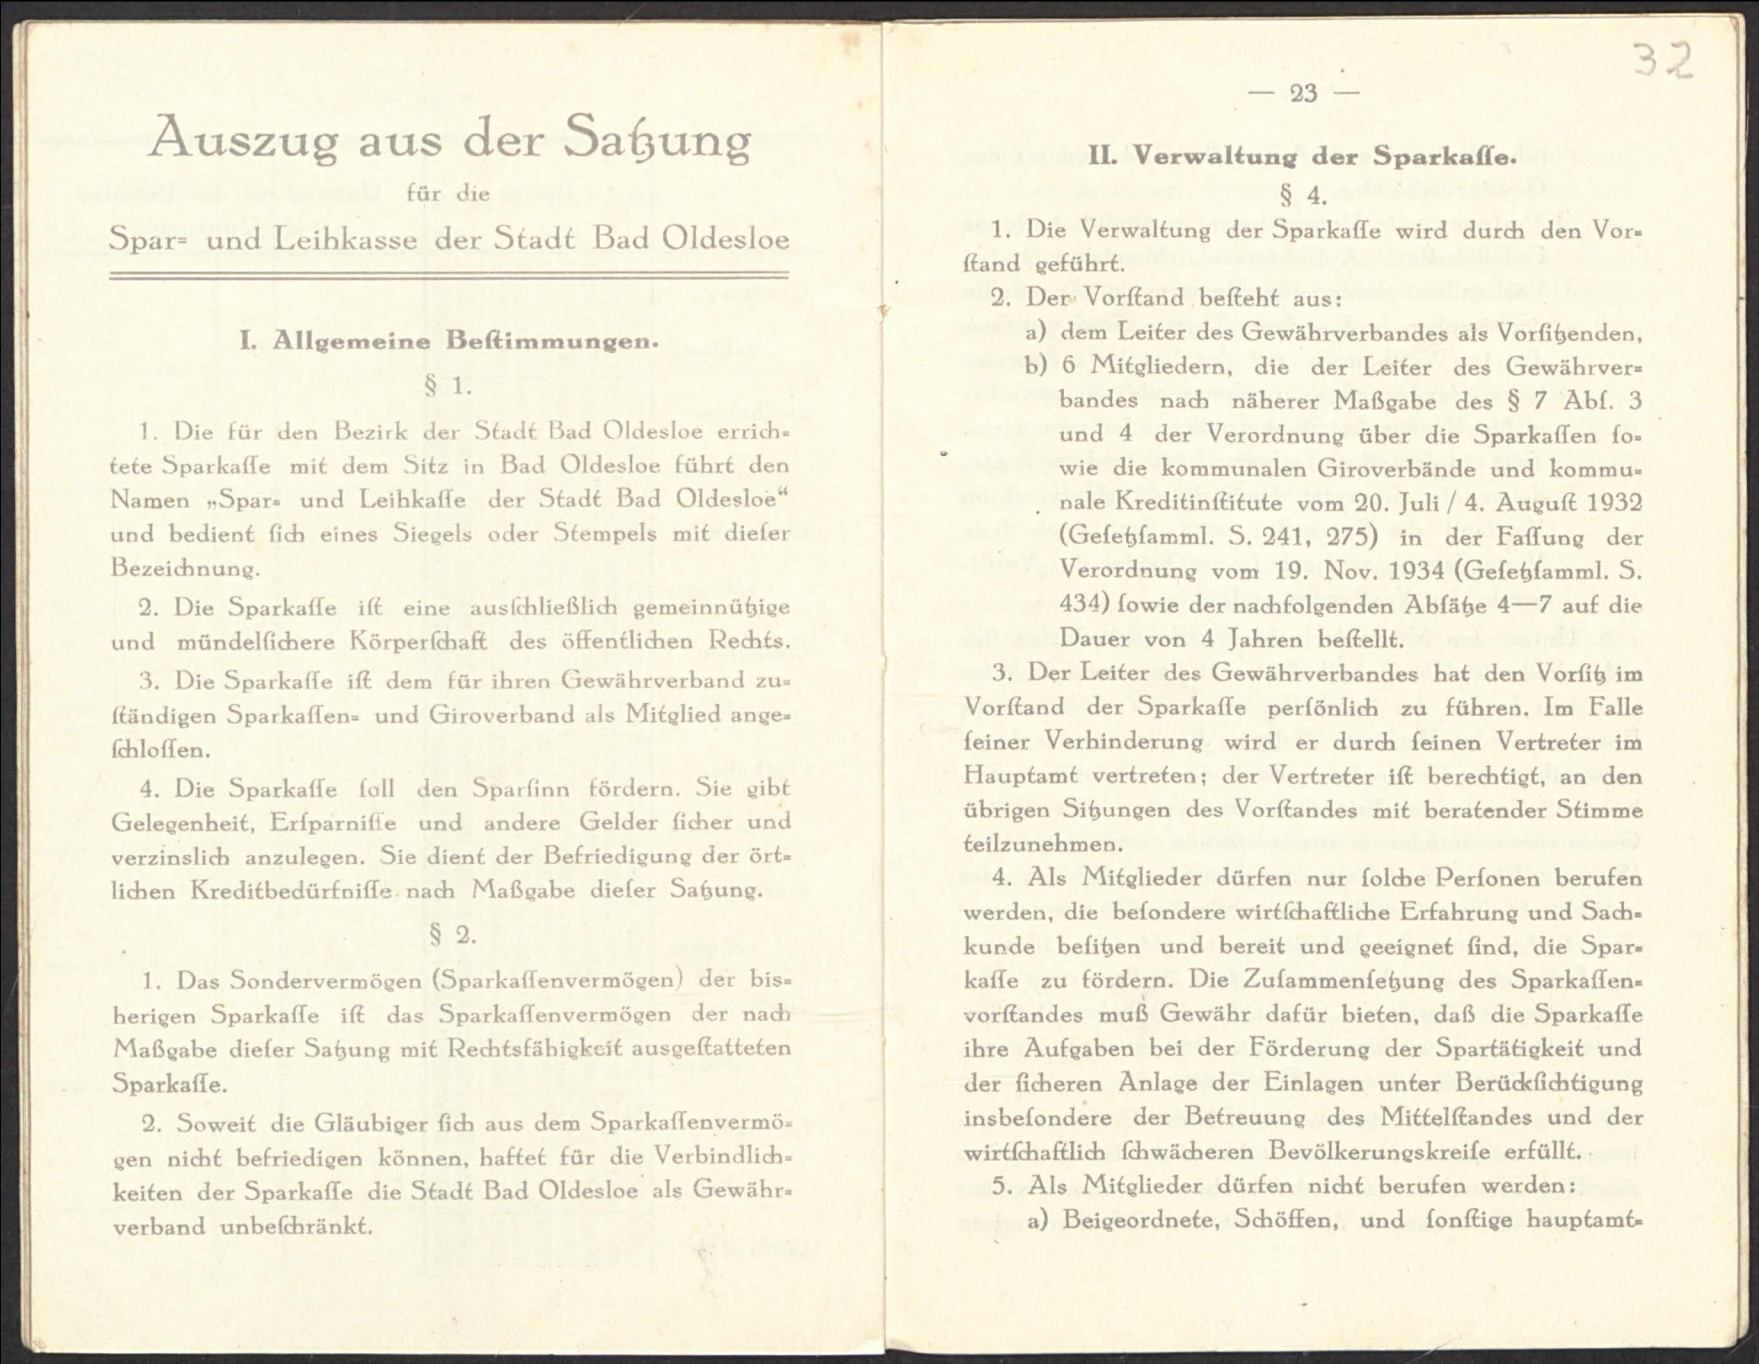 Auszug aus der Satzung
für die
Spar= und Leihkasse der Stadt Bad Oldesloe
I. Allgemeine Beſtimmungen.
§ 1.
1. Die für den Bezirk der Stadt Bad Oldesloe errich=
tete Sparkaſſe mit dem Sitz in Bad Oldesloe führt den
Namen „Spar= und Leihkaſſe der Stadt Bad Oldesloe“
und bedient ſich eines Siegels oder Stempels mit dieſer
Bezeichnung.
2. Die Sparkaſſe iſt eine ausſchließlich gemeinnützige
und mündelſichere Körperſchaft des öffentlichen Rechts.
3. Die Sparkaſſe iſt dem für ihren Gewährverband zu=
ſtändigen Sparkaſſen= und Giroverband als Mitglied ange=
ſchloſſen.
4. Die Sparkaſſe ſoll den Sparſinn fördern. Sie gibt
Gelegenheit, Erſparniſſe und andere Gelder ſicher und
verzinslich anzulegen. Sie dient der Befriedigung der ört=
lichen Kreditbedürfniſſe nach Maßgabe dieſer Satzung.
§ 2.
1. Das Sondervermögen (Sparkaſſenvermögen) der bis=
herigen Sparkaſſe iſt das Sparkaſſenvermögen der nach
Maßgabe dieſer Satzung mit Rechtsfähigkeit ausgeſtatteten
Sparkaſſe.
2. Soweit die Gläubiger ſich aus dem Sparkaſſenvermö=
gen nicht befriedigen können, haftet für die Verbindlich=
keiten der Sparkaſſe die Stadt Bad Oldesloe als Gewähr=
verband unbeſchränkt.
32
— 23 —
II. Verwaltung der Sparkaſſe.
§ 4.
1. Die Verwaltung der Sparkaſſe wird durch den Vor=
ſtand geführt.
2. Der Vorſtand beſteht aus:
a) dem Leiter des Gewährverbandes als Vorſitzenden,
b) 6 Mitgliedern, die der Leiter des Gewährver=
bandes nach näherer Maßgabe des § 7 Abſ. 3
und 4 der Verordnung über die Sparkaſſen ſo=
wie die kommunalen Giroverbände und kommu=
nale Kreditinſtitute vom 20. Juli / 4. Auguſt 1932
(Geſetzſamml. S. 241, 275) in der Faſſung der
Verordnung vom 19. Nov. 1934 (Geſetzſamml. S.
434) ſowie der nachfolgenden Abſätze 4—7 auf die
Dauer von 4 Jahren beſtellt.
3. Der Leiter des Gewährverbandes hat den Vorſitz im
Vorſtand der Sparkaſſe perſönlich zu führen. Im Falle
ſeiner Verhinderung wird er durch ſeinen Vertreter im
Hauptamt vertreten; der Vertreter iſt berechtigt, an den
übrigen Sitzungen des Vorſtandes mit beratender Stimme
teilzunehmen.
4. Als Mitglieder dürfen nur ſolche Perſonen berufen
werden, die beſondere wirtſchaftliche Erfahrung und Sach=
kunde beſitzen und bereit und geeignet ſind, die Spar=
kaſſe zu fördern. Die Zuſammenſetzung des Sparkaſſen=
vorſtandes muß Gewähr dafür bieten, daß die Sparkaſſe
ihre Aufgaben bei der Förderung der Spartätigkeit und
der ſicheren Anlage der Einlagen unter Berückſichtigung
insbeſondere der Betreuung des Mittelſtandes und der
wirtſchaftlich ſchwächeren Bevölkerungskreiſe erfüllt.
5. Als Mitglieder dürfen nicht berufen werden:
a) Beigeordnete, Schöffen, und ſonſtige hauptamt=